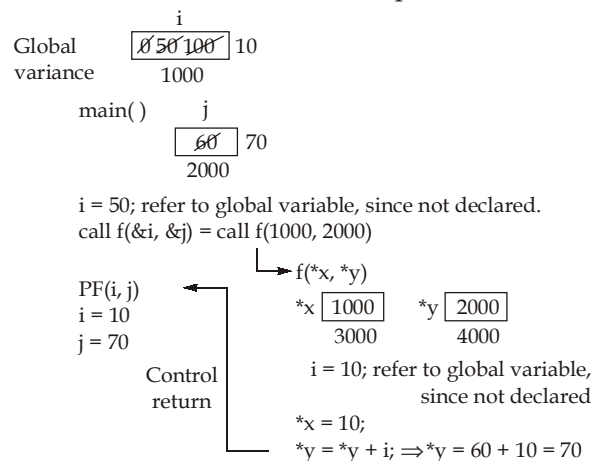 i
Global 0 50 100 10
variance 1000
main( ) j
60 70
2000
i = 50; refer to global variable, since not declared.
call f(&i, &j) = call f(1000, 2000)
f(*x, *y)
PF(i, j)
*x 1000 *y 2000
i = 10
3000 4000
j = 70
i = 10; refer to global variable,
Control
since not declared
return
*x = 10;
*y = *y + i; ⇒ *y = 60 + 10 = 70